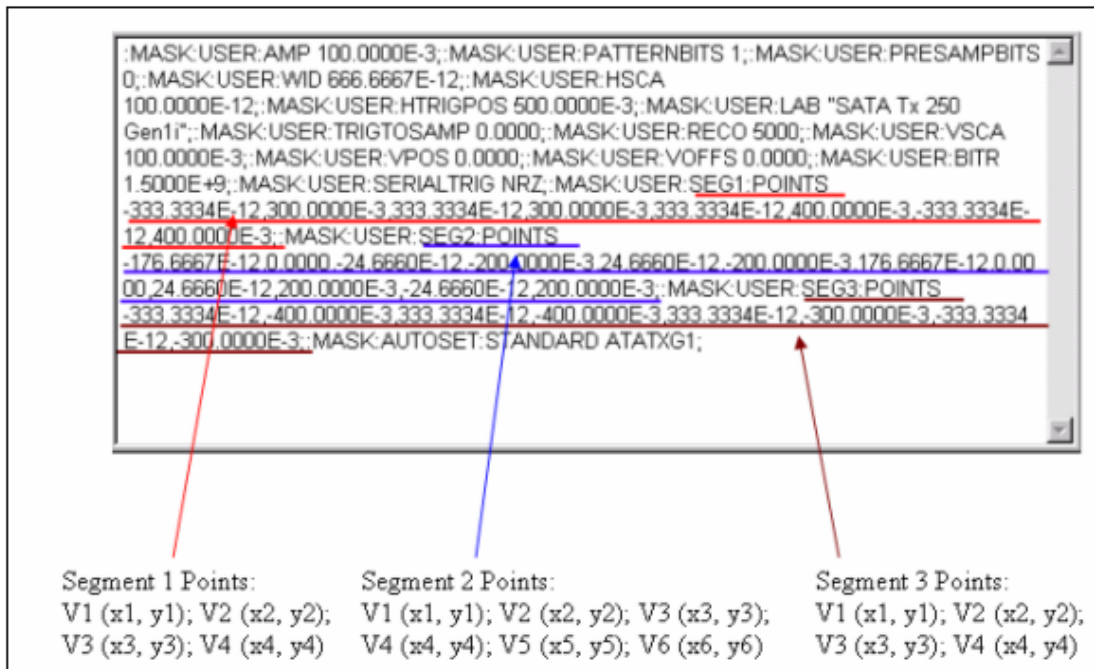 :MASK:USER:AMP 100.0000E-3;:MASK:USER:PATTERNBITS 1;:MASK:USER:PRESAMPBITS
0;:MASK:USER:WID 666.6667E-12;:MASK:USER:HSCA
100.0000E-12;:MASK:USER:HTRIGPOS 500.0000E-3;:MASK:USER:LAB "SATA Tx 250
Gen1i";:MASK:USER:TRIGTOSAMP 0.0000;:MASK:USER:RECO 5000;:MASK:USER:VSCA
100.0000E-3;:MASK:USER:VPOS 0.0000;:MASK:USER:VOFFS 0.0000;:MASK:USER:BITR
1.5000E+9;:MASK:USER:SERIALTRIG NRZ;:MASK:USER:SEG1:POINTS
-333.3334E-12,300.0000E-3,333.3334E-12,300.0000E-3,333.3334E-12,400.0000E-3,-333.3334E-
12,400.0000E-3;:MASK:USER:SEG2:POINTS
-176.6667E-12,0.0000,-24.6660E-12,-200.0000E-3,24.6660E-12,-200.0000E-3,176.6667E-12,0.00
00,24.6660E-12,200.0000E-3,-24.6660E-12,200.0000E-3;:MASK:USER:SEG3:POINTS
-333.3334E-12,-400.0000E-3,333.3334E-12,-400.0000E-3,333.3334E-12,-300.0000E-3,-333.3334
E-12,-300.0000E-3;:MASK:AUTOSET:STANDARD ATATXG1;
Segment 1 Points:
V1 (x1, y1); V2 (x2, y2);
V3 (x3, y3); V4 (x4, y4)
Segment 2 Points:
V1 (x1, y1); V2 (x2, y2); V3 (x3, y3);
V4 (x4, y4); V5 (x5, y5); V6 (x6, y6)
Segment 3 Points:
V1 (x1, y1); V2 (x2, y2);
V3 (x3, y3); V4 (x4, y4)